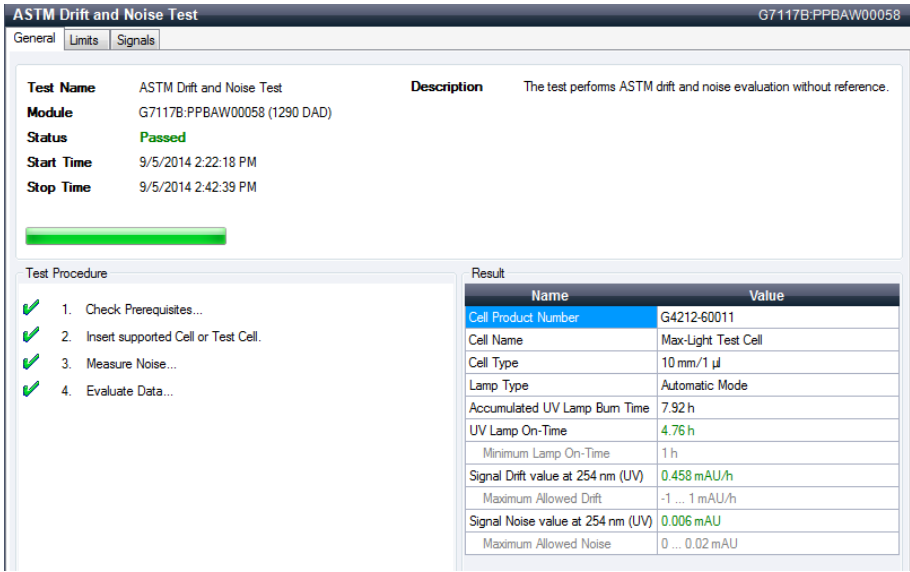 ASTM Drift and Noise Test G7117B:PPBAW00058
General Limits Signals
Test Name ASTM Drift and Noise Test Description The test performs ASTM drift and noise evaluation without reference.
Module G7117B:PPBAW00058 (1290 DAD)
Status Passed
Start Time 9/5/2014 2:22:18 PM
Stop Time 9/5/2014 2:42:39 PM
Test Procedure
1. Check Prerequisites...
2. Insert supported Cell or Test Cell.
3. Measure Noise...
4. Evaluate Data...
Result
Name Value
Cell Product Number G4212-60011
Cell Name Max-Light Test Cell
Cell Type 10 mm/1 µl
Lamp Type Automatic Mode
Accumulated UV Lamp Burn Time 7.92 h
UV Lamp On-Time 4.76 h
Minimum Lamp On-Time 1 h
Signal Drift value at 254 nm (UV) 0.458 mAU/h
Maximum Allowed Drift -1 ... 1 mAU/h
Signal Noise value at 254 nm (UV) 0.006 mAU
Maximum Allowed Noise 0 ... 0.02 mAU